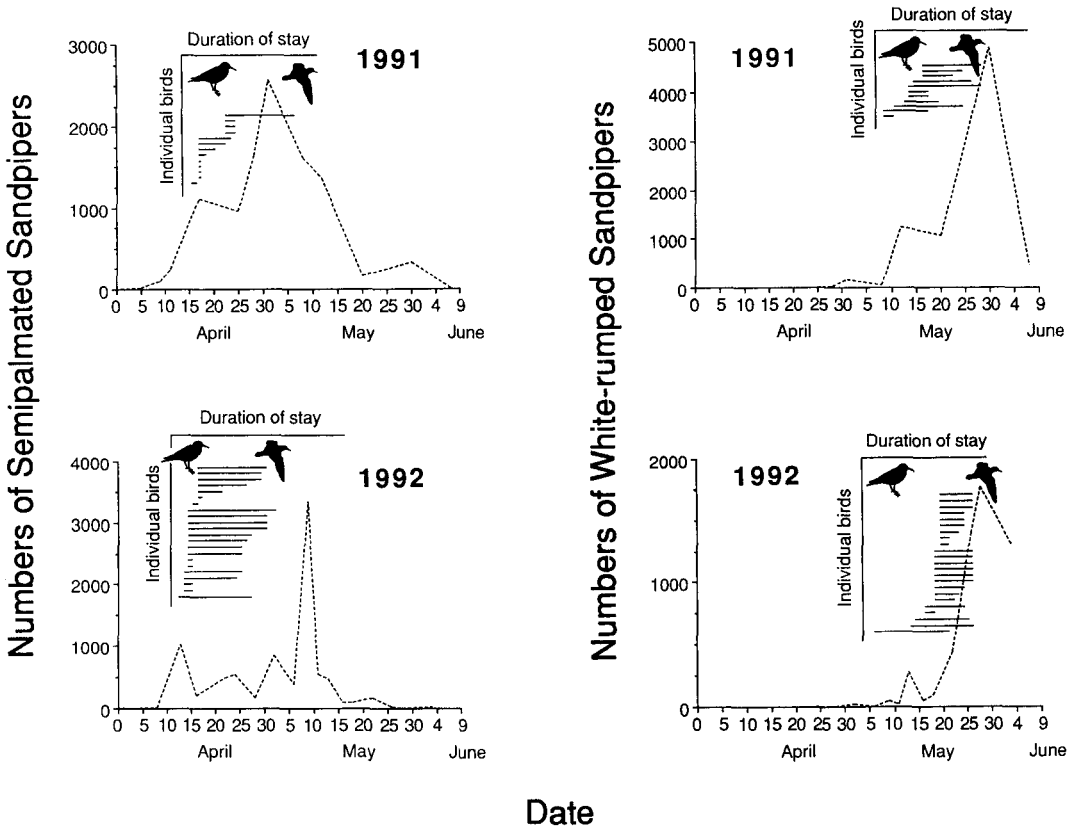 Numbers of Semipalmated Sandpipers
Duration of stay
1991
Individual birds
3000
2000
1000
0
0 5 10 15 20 25 30 5 10 15 20 25 30 4 9
April May June
Numbers of White-rumped Sandpipers
Duration of stay
1991
Individual birds
5000
4000
3000
2000
1000
0
0 5 10 15 20 25 30 5 10 15 20 25 30 4 9
April May June
Duration of stay
1992
Individual birds
4000
3000
2000
1000
0
0 5 10 15 20 25 30 5 10 15 20 25 30 4 9
April May June
Duration of stay
1992
Individual birds
2000
1000
0
0 5 10 15 20 25 30 5 10 15 20 25 30 4 9
April May June
Date